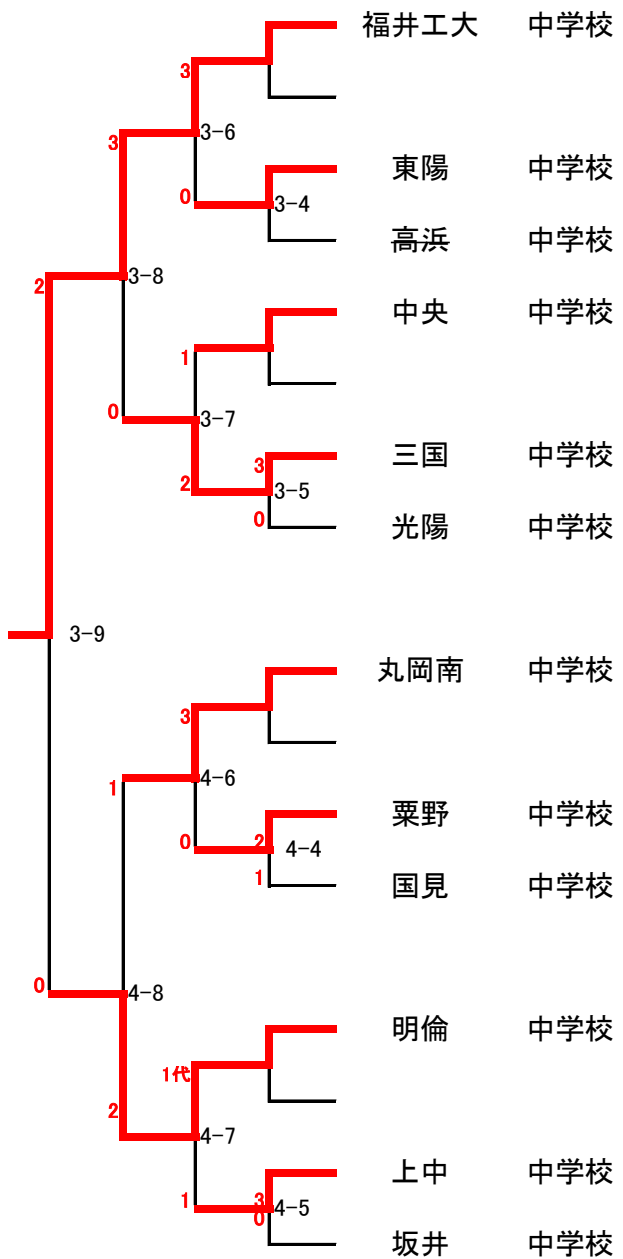 福井工大 中学校
3
3 3-6
東陽 中学校
0 3-4
高浜 中学校
2 3-8
中央 中学校
1
0 3-7
三国 中学校
3
2 3-5
0 光陽 中学校
3-9
丸岡南 中学校
3
1 4-6
粟野 中学校
0 2 4-4
1 国見 中学校
0 4-8
明倫 中学校
1代
2 4-7
上中 中学校
1 3 4-5
0
坂井 中学校